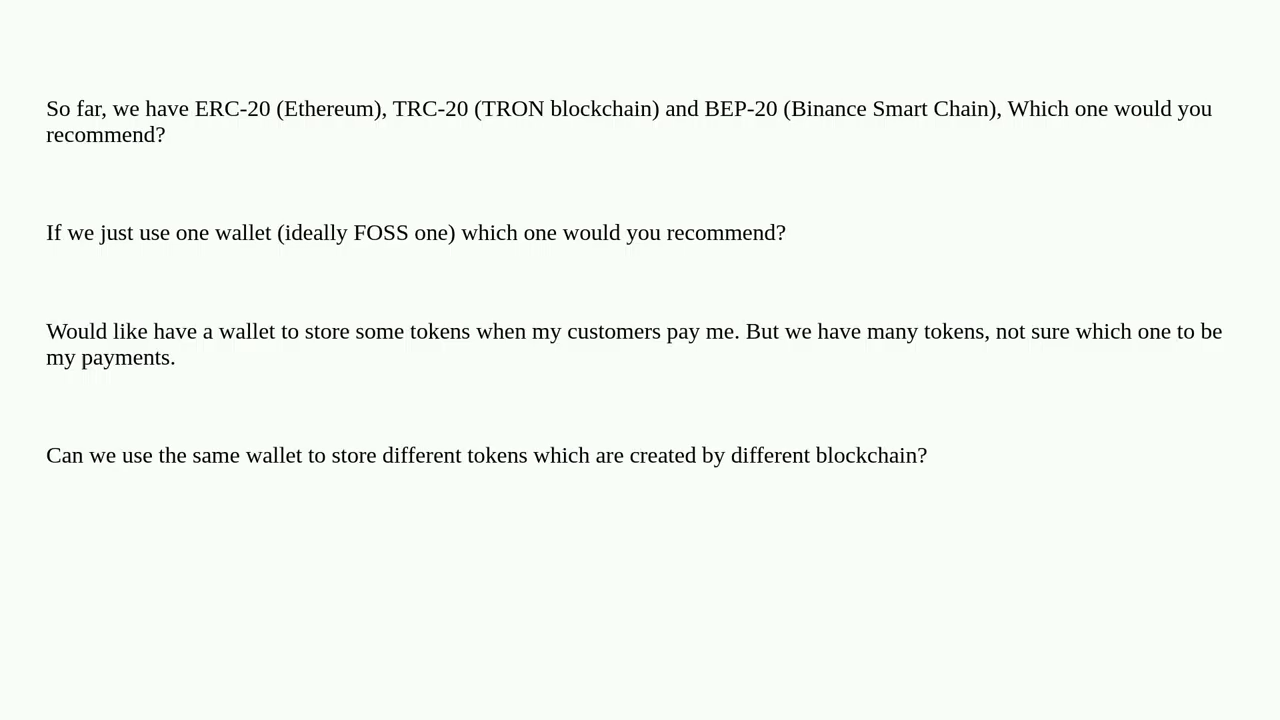 So far, we have ERC-20 (Ethereum), TRC-20 (TRON blockchain) and BEP-20 (Binance Smart Chain), Which one would you
recommend?
If we just use one wallet (ideally FOSS one) which one would you recommend?
Would like have a wallet to store some tokens when my customers pay me. But we have many tokens, not sure which one to be
my payments.
Can we use the same wallet to store different tokens which are created by different blockchain?